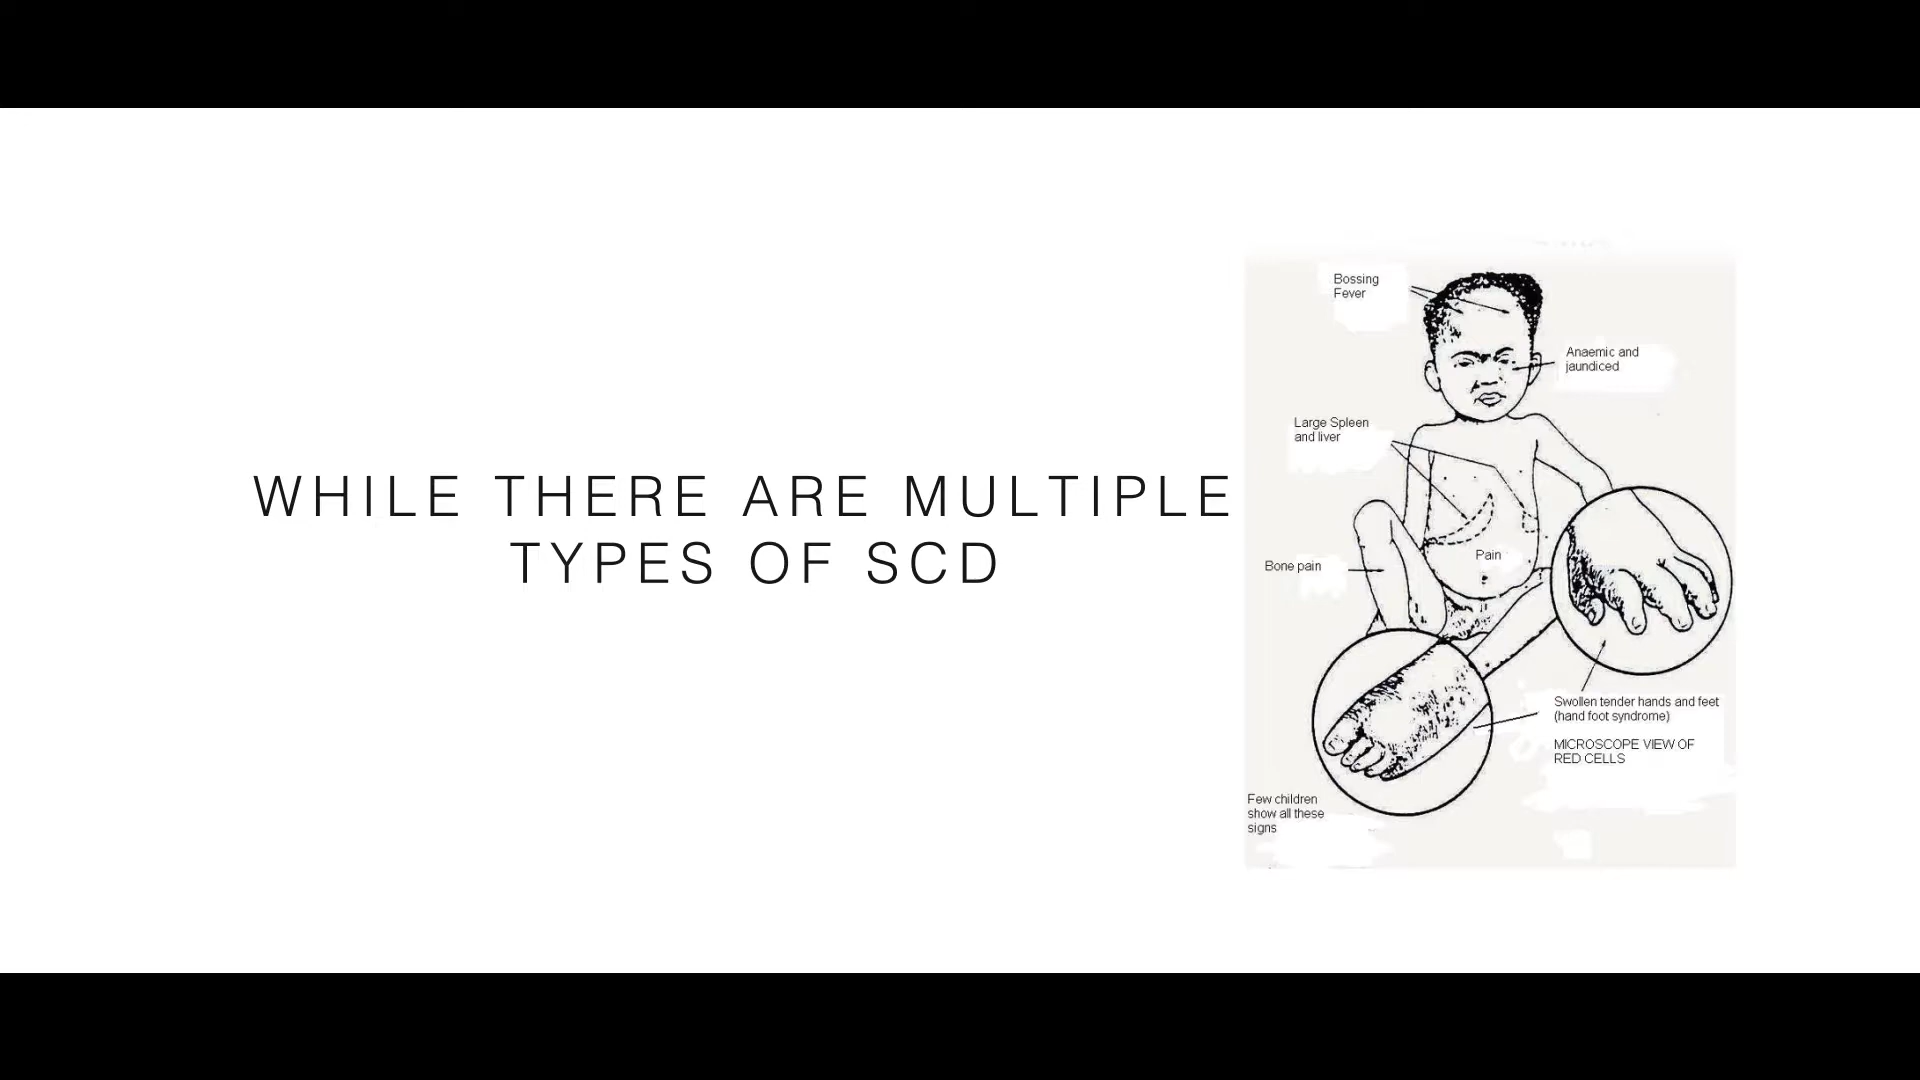 WHILE THERE ARE MULTIPLE
TYPES OF SCD
Bossing
Fever
Anaemic and
jaundiced
Large Spleen
and liver
Pain
Bone pain
Swollen tender hands and feet
(hand foot syndrome)
MICROSCOPE VIEW OF
RED CELLS
Few children
show all these
signs